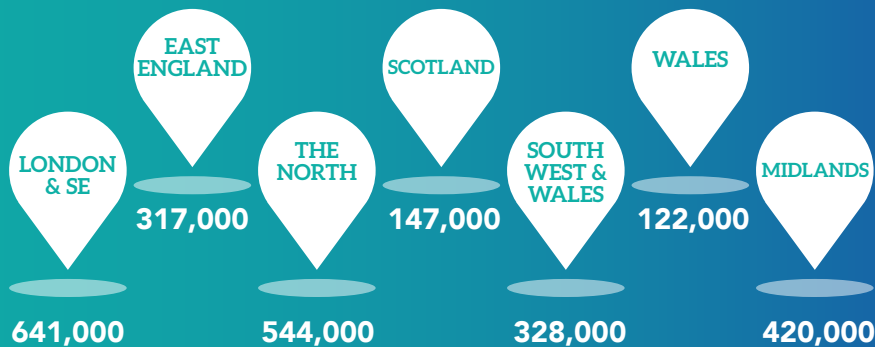 LONDON
& SE
641,000
EAST
ENGLAND
317,000
THE
NORTH
544,000
SCOTLAND
147,000
SOUTH
WEST &
WALES
328,000
WALES
122,000
MIDLANDS
420,000